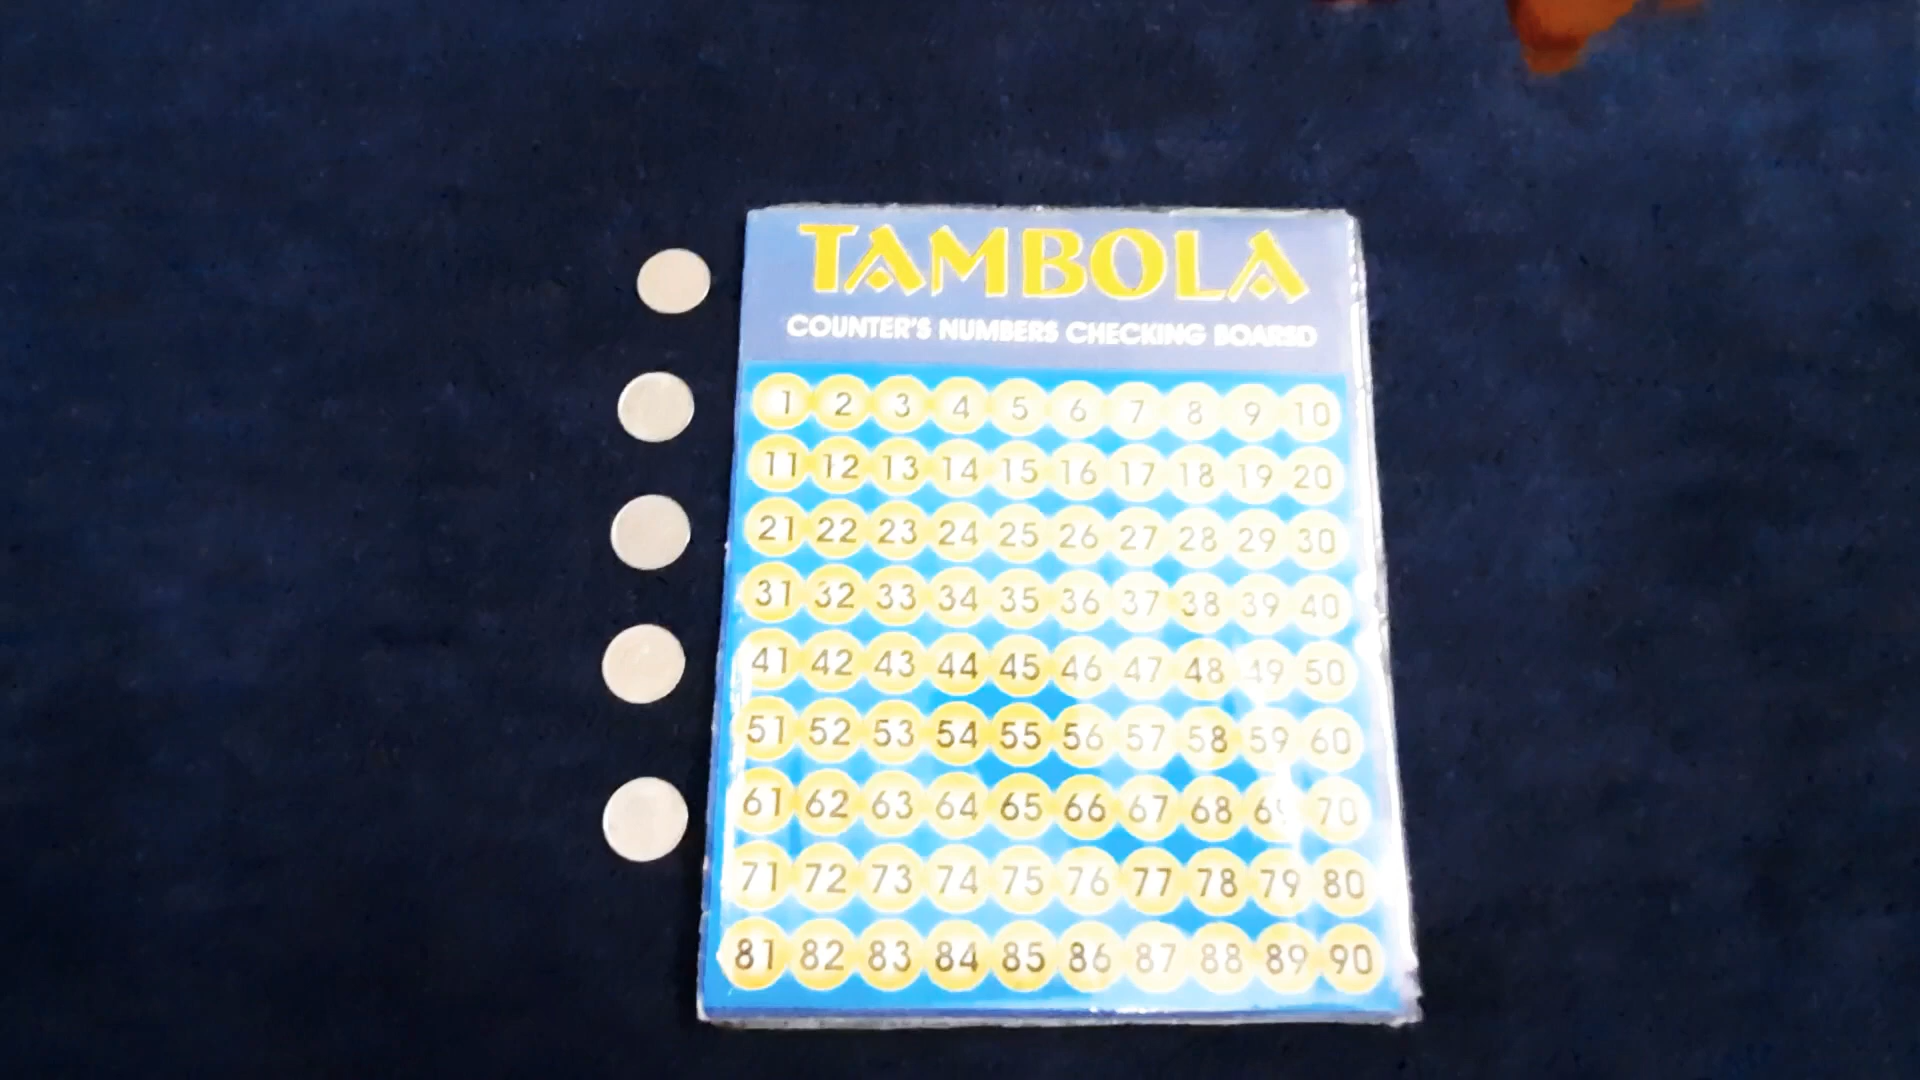 TAMBOLA
COUNTER'S NUMBERS CHECKING BOARSD
1 2 3 4 5 6 7 8 9 10
11 12 13 14 15 16 17 18 19 20
21 22 23 24 25 26 27 28 29 30
31 32 33 34 35 36 37 38 39 40
41 42 43 44 45 46 47 48 49 50
51 52 53 54 55 56 57 58 59 60
61 62 63 64 65 66 67 68 69 70
71 72 73 74 75 76 77 78 79 80
81 82 83 84 85 86 87 88 89 90